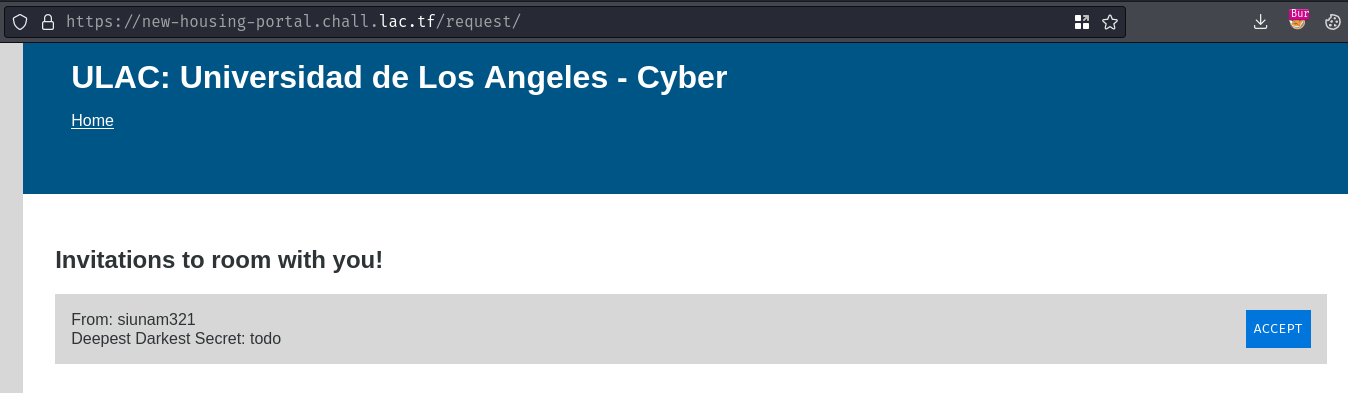 https://new-housing-portal.chall.lac.tf/request/
Bur
ULAC: Universidad de Los Angeles - Cyber
Home
Invitations to room with you!
From: siunam321
ACCEPT
Deepest Darkest Secret: todo